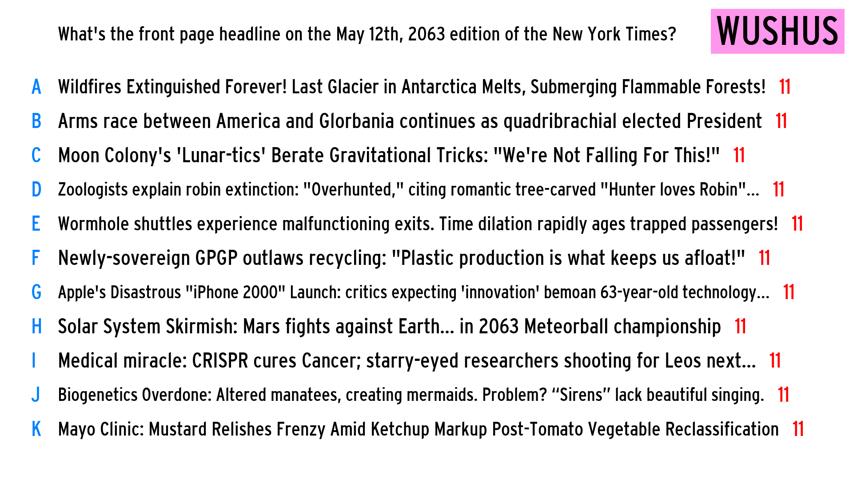 What's the front page headline on the May 12th, 2063 edition of the New York Times?
WUSHUS
A Wildfires Extinguished Forever! Last Glacier in Antarctica Melts, Submerging Flammable Forests! 11
B Arms race between America and Glorbania continues as quadribrachial elected President 11
C Moon Colony's 'Lunar-tics' Berate Gravitational Tricks: "We're Not Falling For This!" 11
D Zoologists explain robin extinction: "Overhunted," citing romantic tree-carved "Hunter loves Robin"... 11
E Wormhole shuttles experience malfunctioning exits. Time dilation rapidly ages trapped passengers! 11
F Newly-sovereign GPGP outlaws recycling: "Plastic production is what keeps us afloat!" 11
G Apple's Disastrous "iPhone 2000" Launch: critics expecting 'innovation' bemoan 63-year-old technology... 11
H Solar System Skirmish: Mars fights against Earth... in 2063 Meteorball championship 11
I Medical miracle: CRISPR cures Cancer; starry-eyed researchers shooting for Leos next... 11
J Biogenetics Overdone: Altered manatees, creating mermaids. Problem? “Sirens” lack beautiful singing. 11
K Mayo Clinic: Mustard Relishes Frenzy Amid Ketchup Markup Post-Tomato Vegetable Reclassification 11